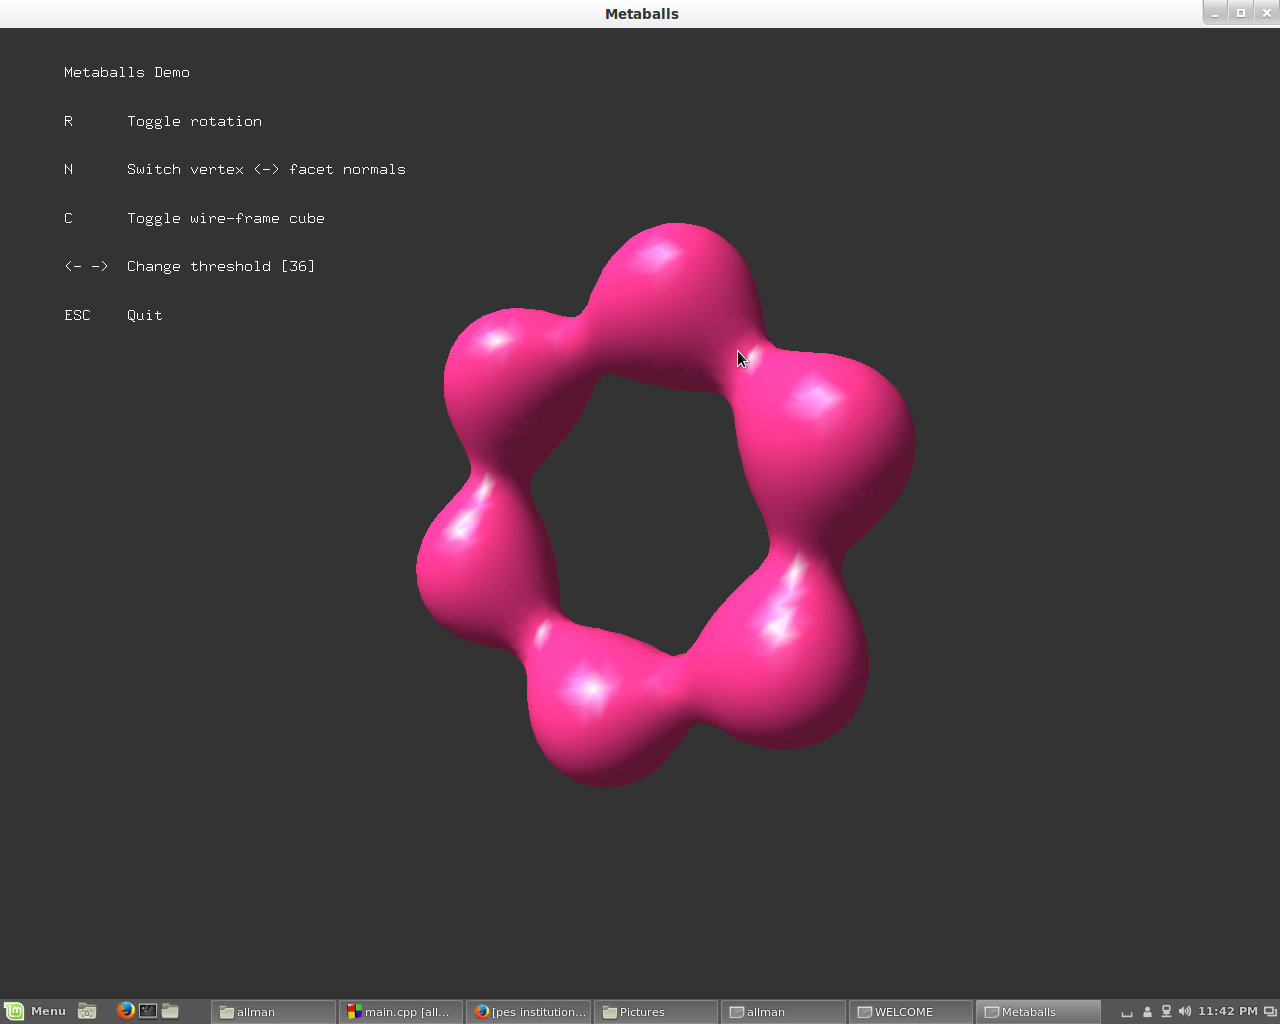 Metaballs
Metaballs Demo
R Toggle rotation
N Switch vertex <-> facet normals
C Toggle wire-frame cube
<- -> Change threshold [36]
ESC Quit
Menu allman main.cpp [all... [pes institution... Pictures allman WELCOME Metaballs 11:42 PM